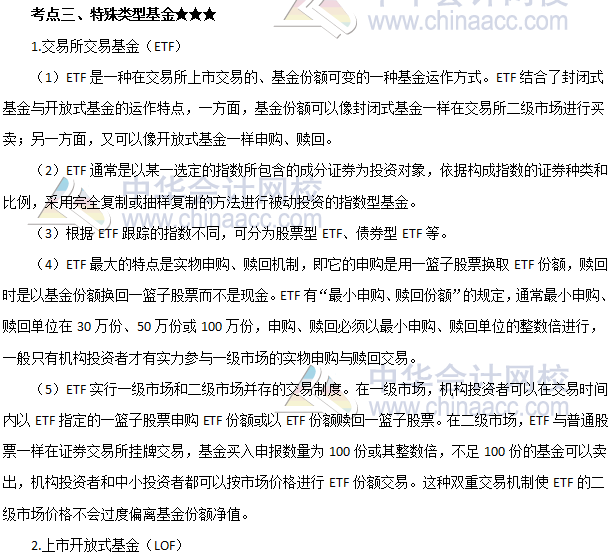 考点三、特殊类型基金★★★
1.交易所交易基金（ETF）
（1）ETF 是一种在交易所上市交易的、基金份额可变的一种基金运作方式。ETF 结合了封闭式
基金与开放式基金的运作特点，一方面，基金份额可以像封闭式基金一样在交易所二级市场进行买
卖；另一方面，又可以像开放式基金一样申购、赎回。
（2）ETF 通常是以某一选定的指数所包含的成分证券为投资对象，依据构成指数的证券种类和
比例，采用完全复制或抽样复制的方法进行被动投资的指数型基金。
（3）根据 ETF 跟踪的指数不同，可分为股票型 ETF、债券型 ETF 等。
（4）ETF 最大的特点是实物申购、赎回机制，即它的申购是用一篮子股票换取 ETF 份额，赎回
时是以基金份额换回一篮子股票而不是现金。ETF 有“最小申购、赎回份额”的规定，通常最小申购、
赎回单位在 30 万份、50 万份或 100 万份，申购、赎回必须以最小申购、赎回单位的整数倍进行，
一般只有机构投资者才有实力参与一级市场的实物申购与赎回交易。
（5）ETF 实行一级市场和二级市场并存的交易制度。在一级市场，机构投资者可以在交易时间
内以 ETF 指定的一篮子股票申购 ETF 份额或以 ETF 份额赎回一篮子股票。在二级市场，ETF 与普通股
票一样在证券交易所挂牌交易，基金买入申报数量为 100 份或其整数倍，不足 100 份的基金可以卖
出，机构投资者和中小投资者都可以按市场价格进行 ETF 份额交易。这种双重交易机制使 ETF 的二
级市场价格不会过度偏离基金份额净值。
2.上市开放式基金（LOF）
中华会计网校
www.chinaacc.com
中华会计网校
www.chinaacc.com
中华会计网校
www.chinaacc.com